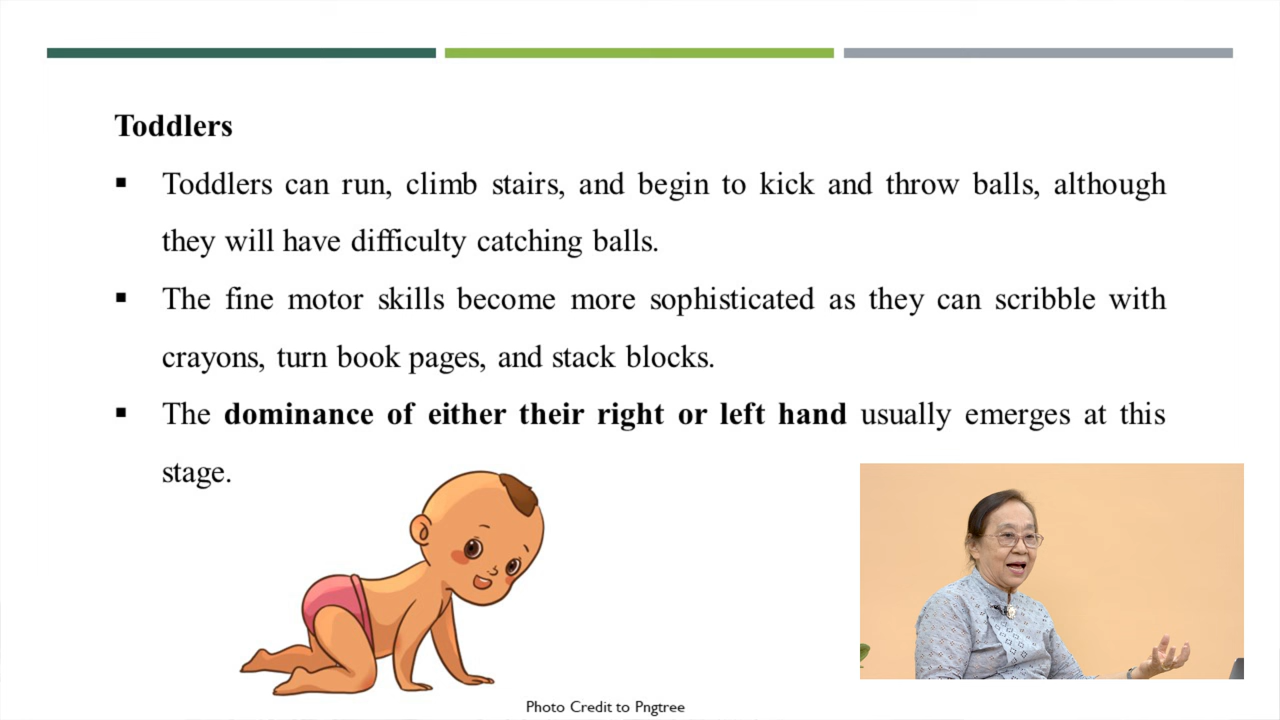 Toddlers
▪ Toddlers can run, climb stairs, and begin to kick and throw balls, although
they will have difficulty catching balls.
▪ The fine motor skills become more sophisticated as they can scribble with
crayons, turn book pages, and stack blocks.
▪ The dominance of either their right or left hand usually emerges at this
stage.
Photo Credit to Pngtree